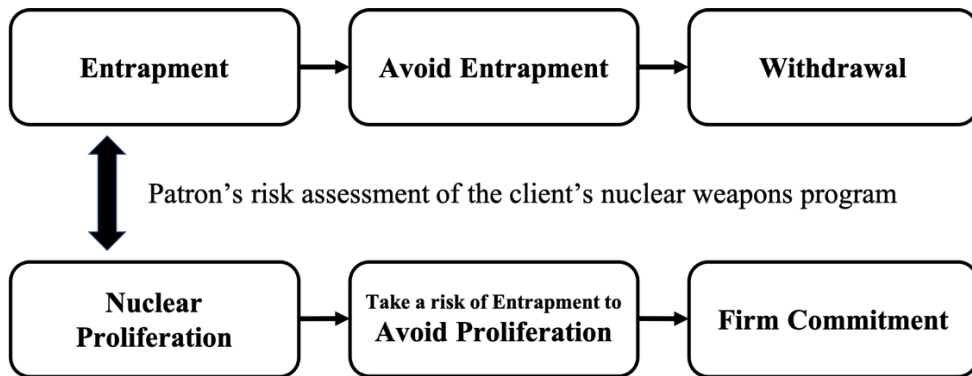 Entrapment
Avoid Entrapment
Withdrawal
Patron’s risk assessment of the client’s nuclear weapons program
Nuclear
Proliferation
Take a risk of Entrapment to
Avoid Proliferation
Firm Commitment